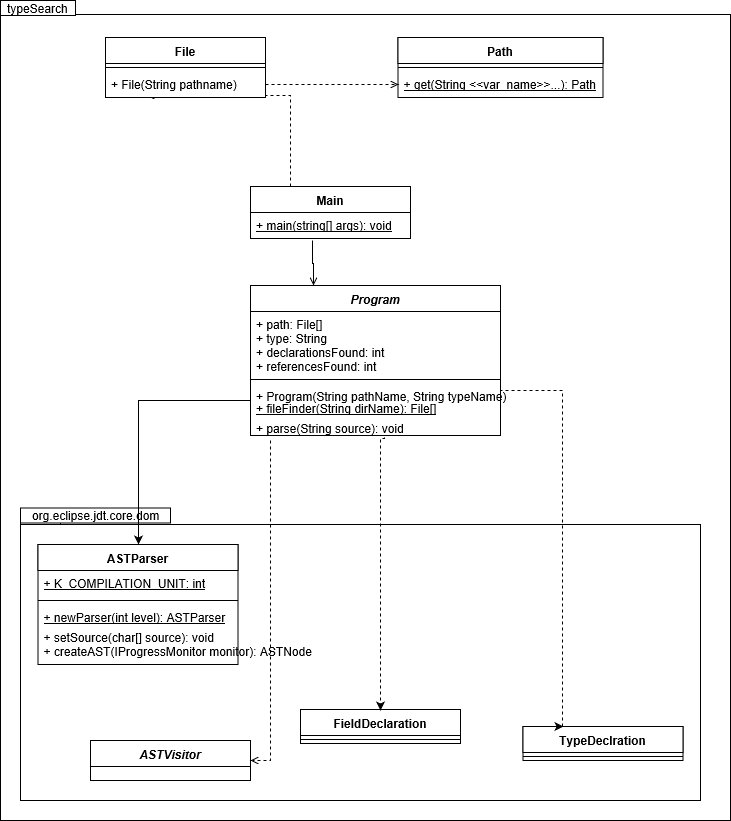 typeSearch
File
+ File(String pathname)
Path
+ get(String <<var_name>>...): Path
Main
+ main(string[] args): void
Program
+ path: File[]
+ type: String
+ declarationsFound: int
+ referencesFound: int
+ Program(String pathName, String typeName)
+ fileFinder(String dirName): File[]
+ parse(String source): void
org.eclipse.jdt.core.dom
ASTParser
+ K_COMPILATION_UNIT: int
+ newParser(int level): ASTParser
+ setSource(char[] source): void
+ createAST(IProgressMonitor monitor): ASTNode
FieldDeclaration
TypeDeclration
ASTVisitor